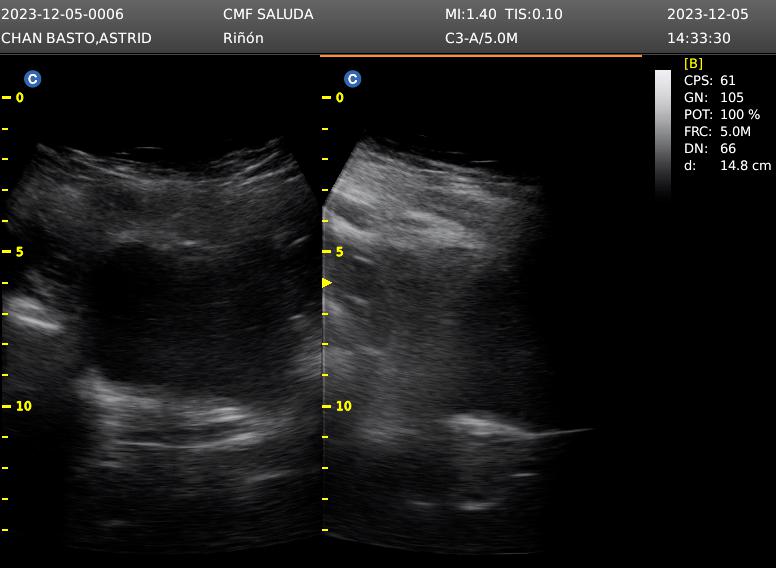 2023-12-05-0006 CMF SALUDA MI:1.40 TIS:0.10 2023-12-05
CHAN BASTO,ASTRID Riñón C3-A/5.0M 14:33:30
[B]
C C
CPS: 61
0 0
GN: 105
POT: 100 %
FRC: 5.0M
DN: 66
d: 14.8 cm
5 5
10 10